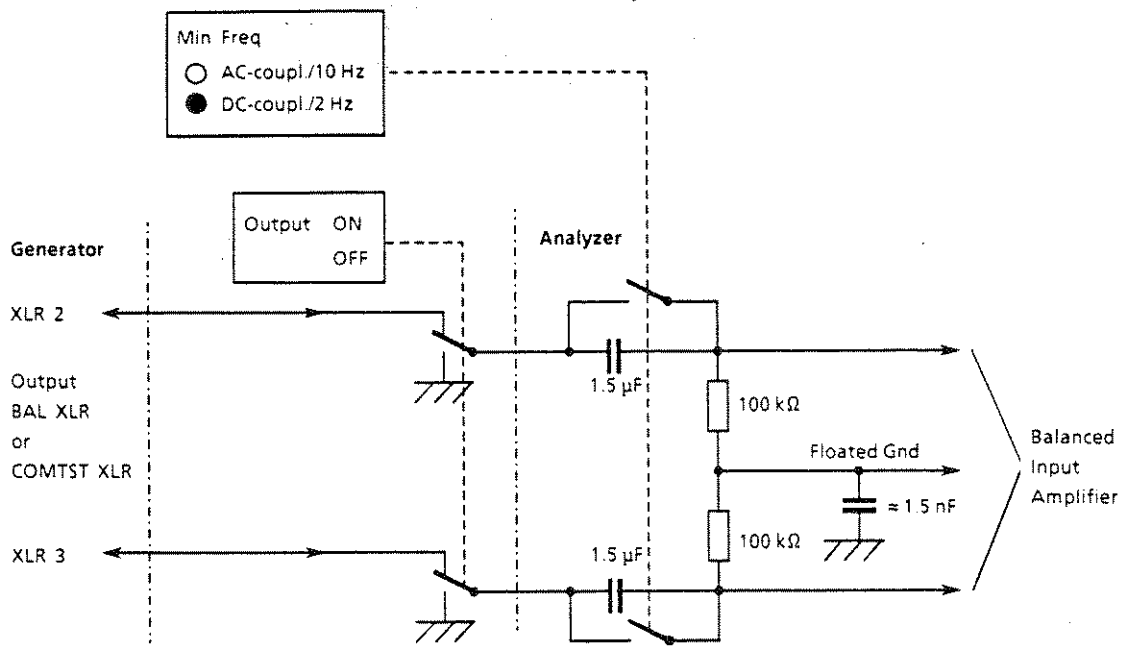 Min Freq
AC-coupl./10 Hz
DC-coupl./2 Hz
Output ON
OFF
Generator
Analyzer
XLR 2
1.5 µF
100 kΩ
Output
BAL XLR
or
COMTST XLR
Floated Gnd
Balanced
Input
Amplifier
≈ 1.5 nF
XLR 3
1.5 µF
100 kΩ